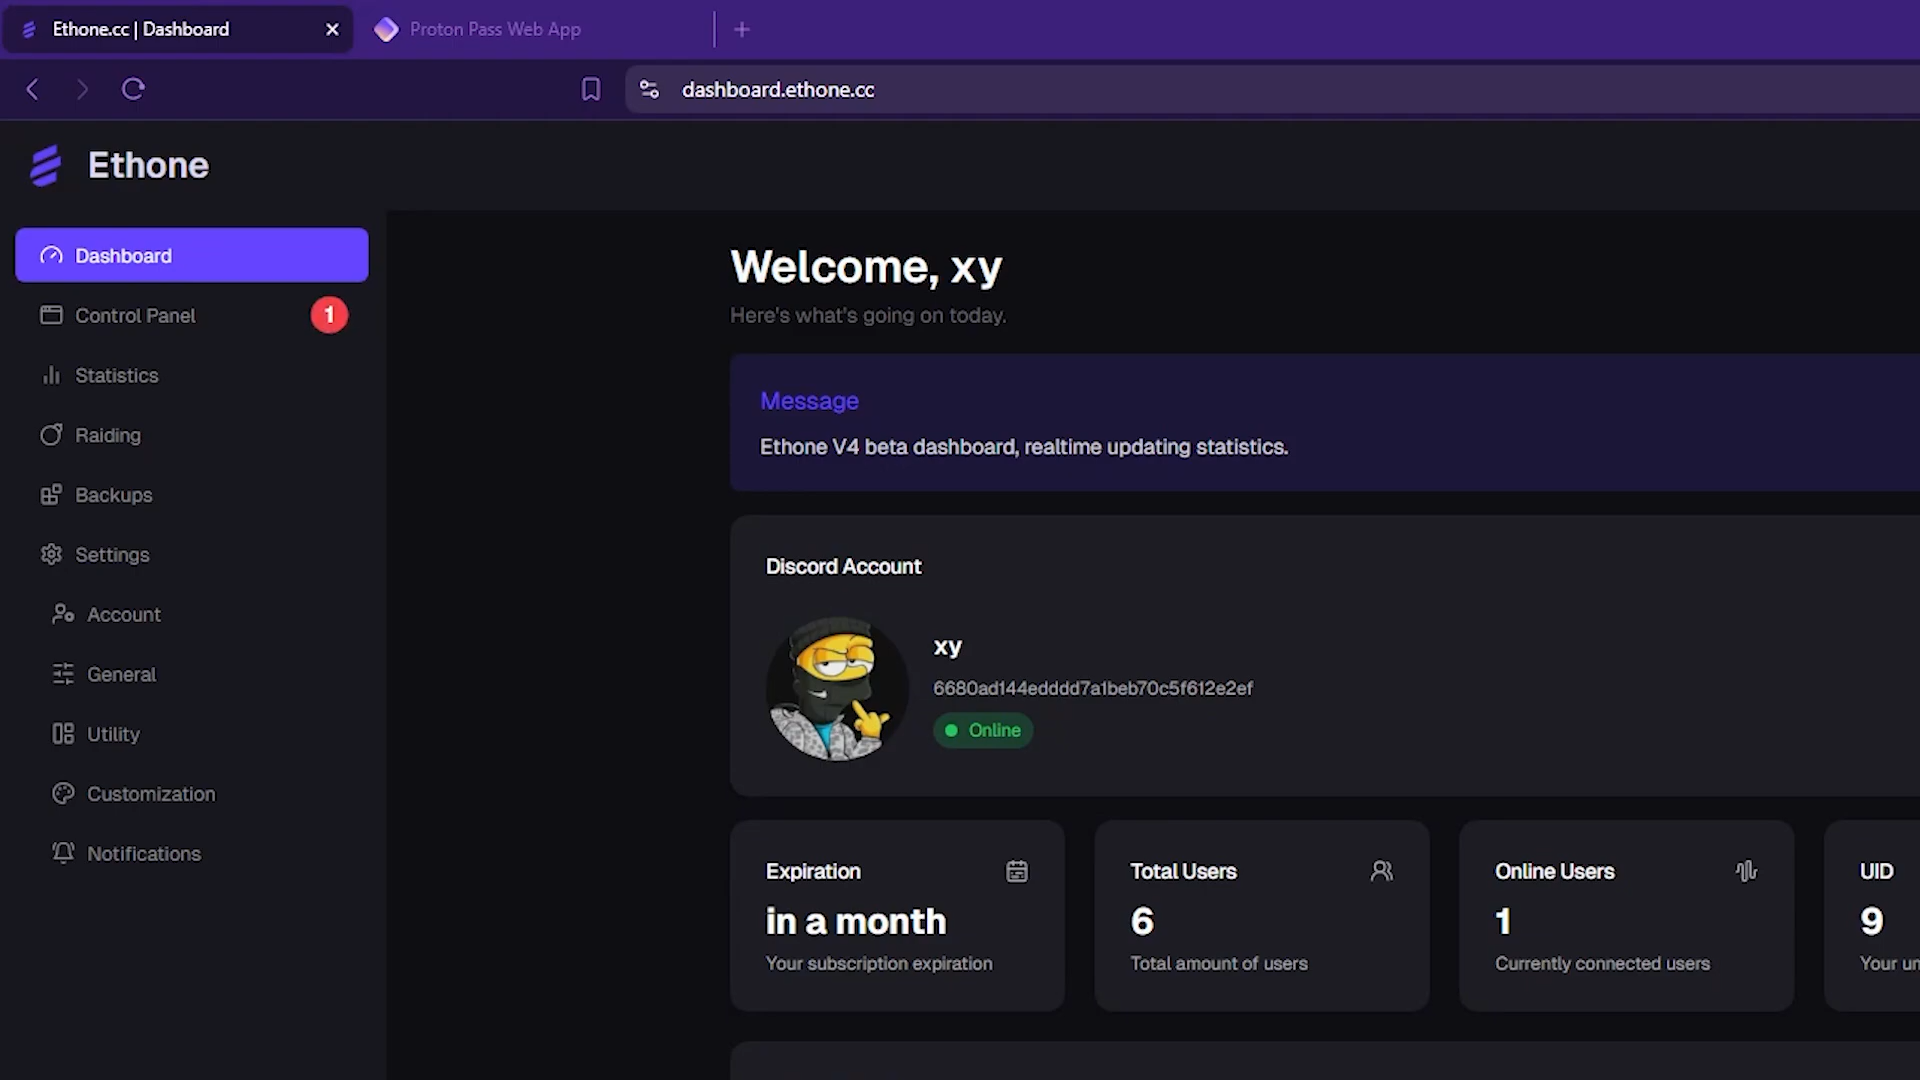 Ethone.cc | Dashboard
Proton Pass Web App
dashboard.ethone.cc
Ethone
Dashboard
Control Panel
1
Statistics
Raiding
Backups
Settings
Account
General
Utility
Customization
Notifications
Welcome, xy
Here's what's going on today.
Message
Ethone V4 beta dashboard, realtime updating statistics.
Discord Account
xy
6680ad144edddd7a1beb70c5f612e2ef
Online
Expiration
in a month
Your subscription expiration
Total Users
6
Total amount of users
Online Users
1
Currently connected users
UID
9
Your